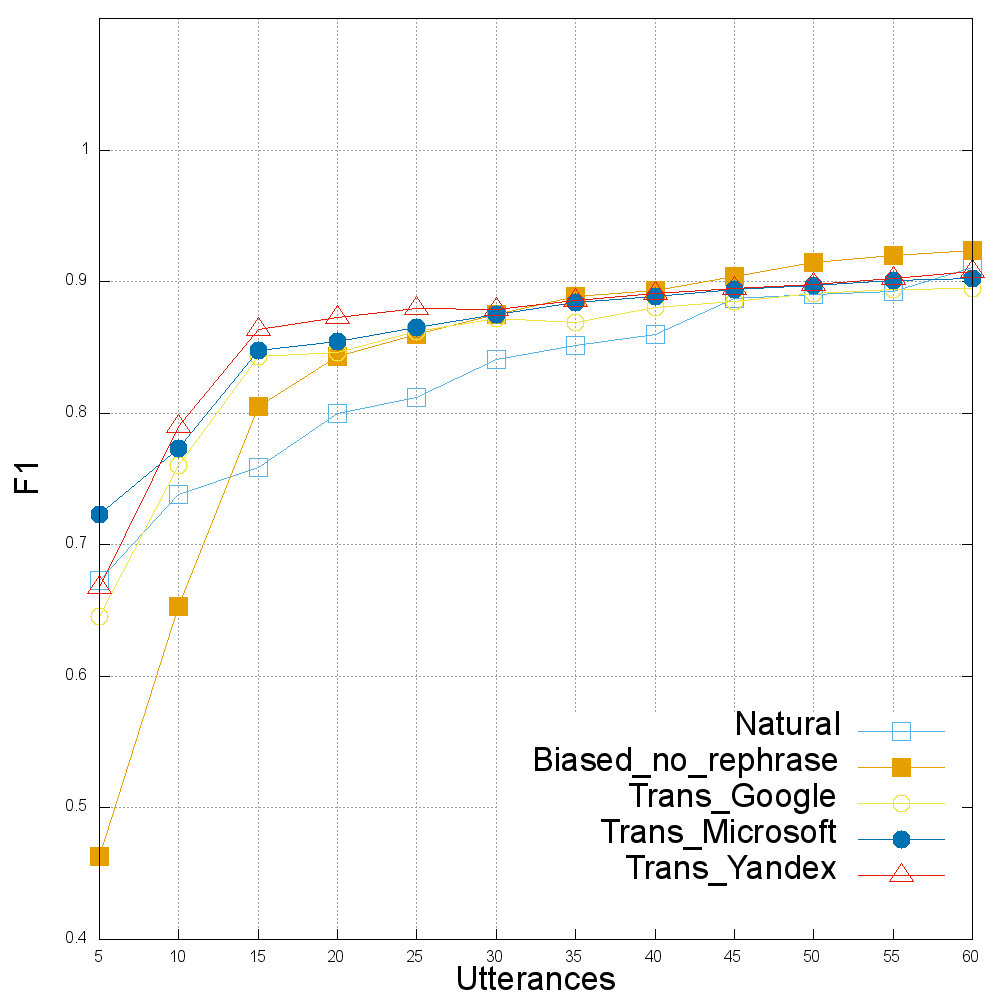 1
0.9
0.8
0.7
0.6
0.5
0.4
F1
Natural
Biased_no_rephrase
Trans_Google
Trans_Microsoft
Trans_Yandex
5 10 15 20 25 30 35 40 45 50 55 60
Utterances